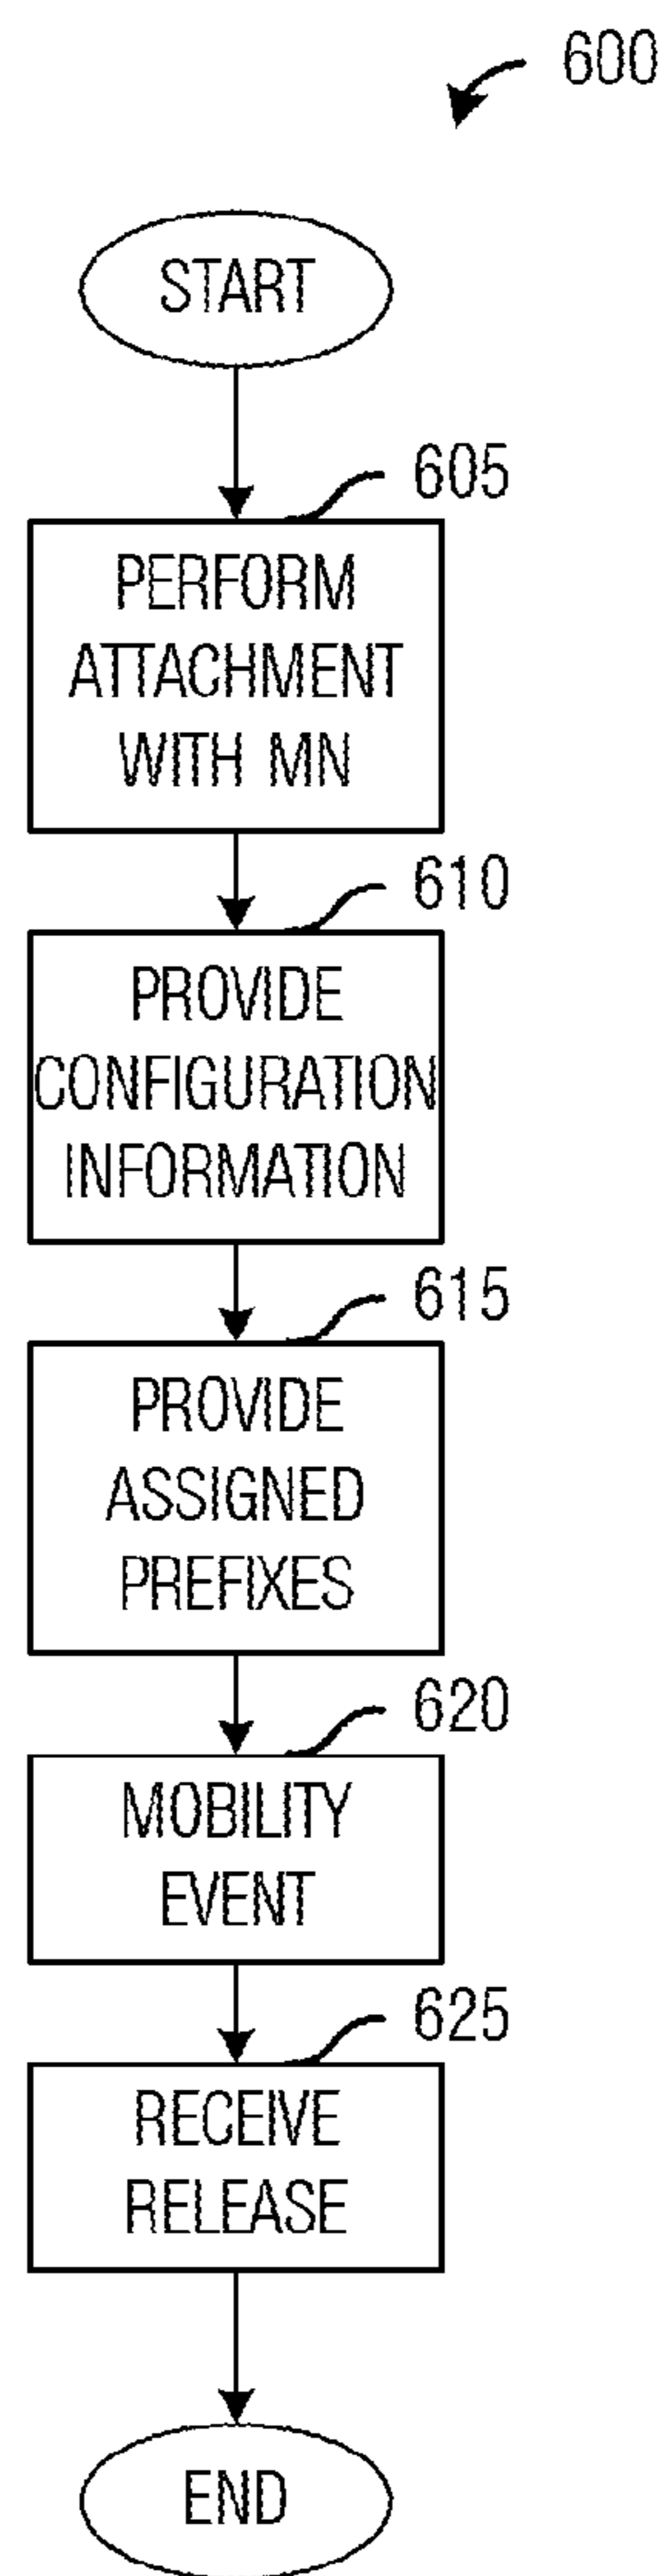 600
START
605
PERFORM
ATTACHMENT
WITH MN
610
PROVIDE
CONFIGURATION
INFORMATION
615
PROVIDE
ASSIGNED
PREFIXES
620
MOBILITY
EVENT
625
RECEIVE
RELEASE
END